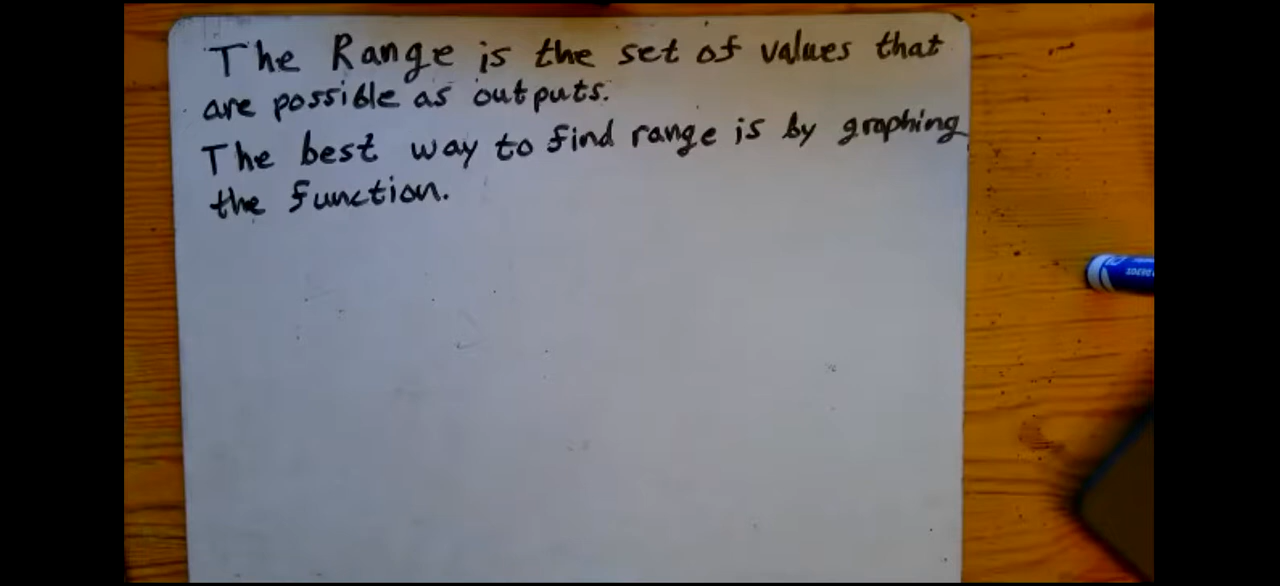 The Range is the set of values that
are possible as outputs.
The best way to find range is by graphing
the function.